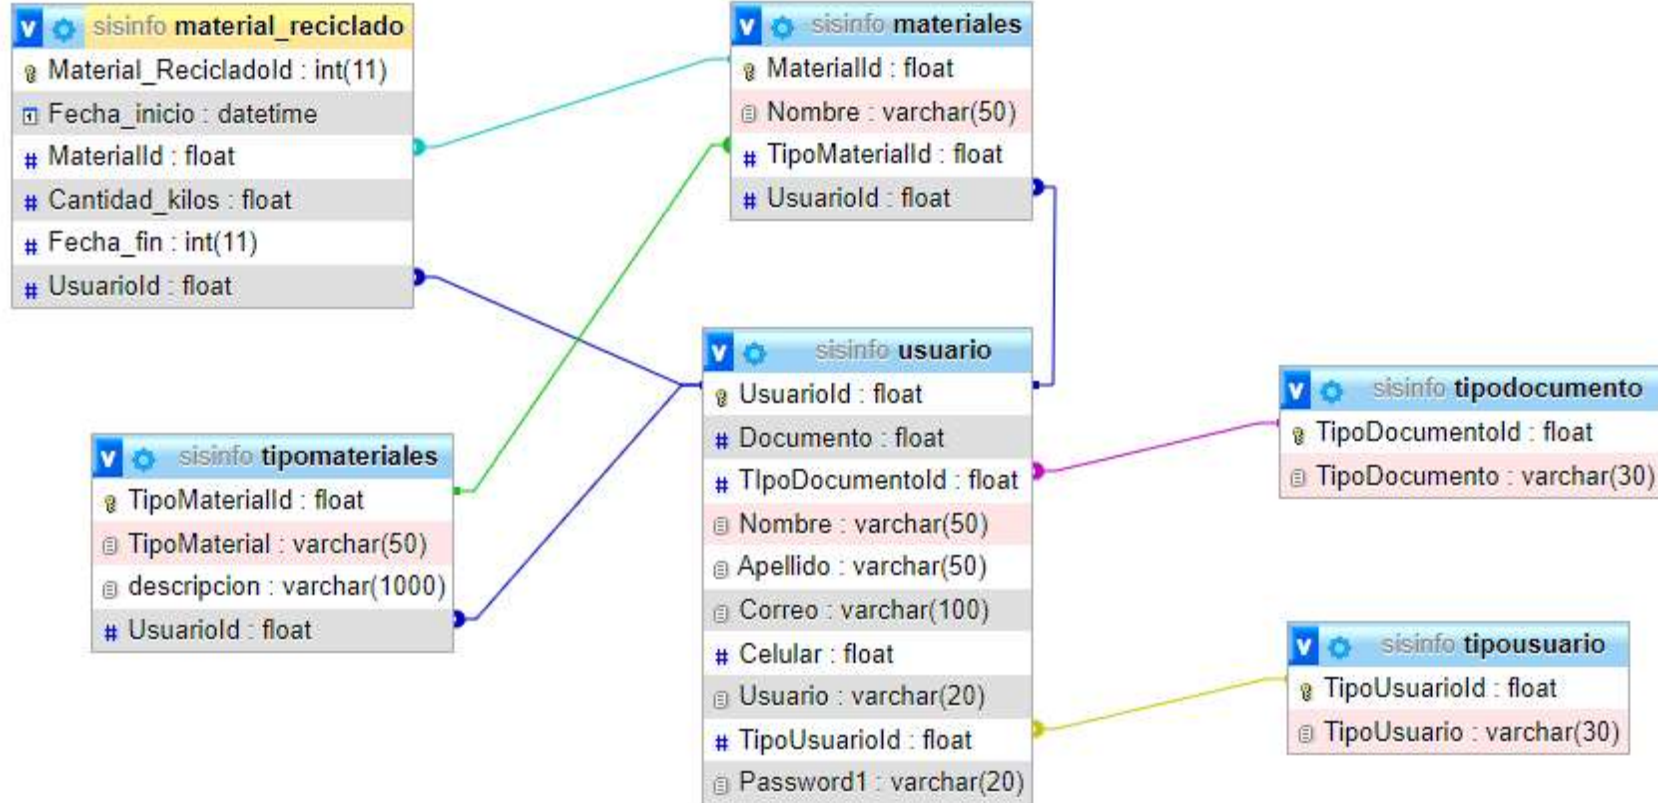 sisinfo material_reciclado
Material_RecicladoId : int(11)
Fecha_inicio : datetime
MaterialId : float
Cantidad_kilos : float
Fecha_fin : int(11)
UsuarioId : float
sisinfo materiales
MaterialId : float
Nombre : varchar(50)
TipoMaterialId : float
UsuarioId : float
sisinfo tipomateriales
TipoMaterialId : float
TipoMaterial : varchar(50)
descripcion : varchar(1000)
UsuarioId : float
sisinfo usuario
UsuarioId : float
Documento : float
TIpoDocumentoId : float
Nombre : varchar(50)
Apellido : varchar(50)
Correo : varchar(100)
Celular : float
Usuario : varchar(20)
TipoUsuarioId : float
Password1 : varchar(20)
sisinfo tipodocumento
TipoDocumentoId : float
TipoDocumento : varchar(30)
sisinfo tipousuario
TipoUsuarioId : float
TipoUsuario : varchar(30)